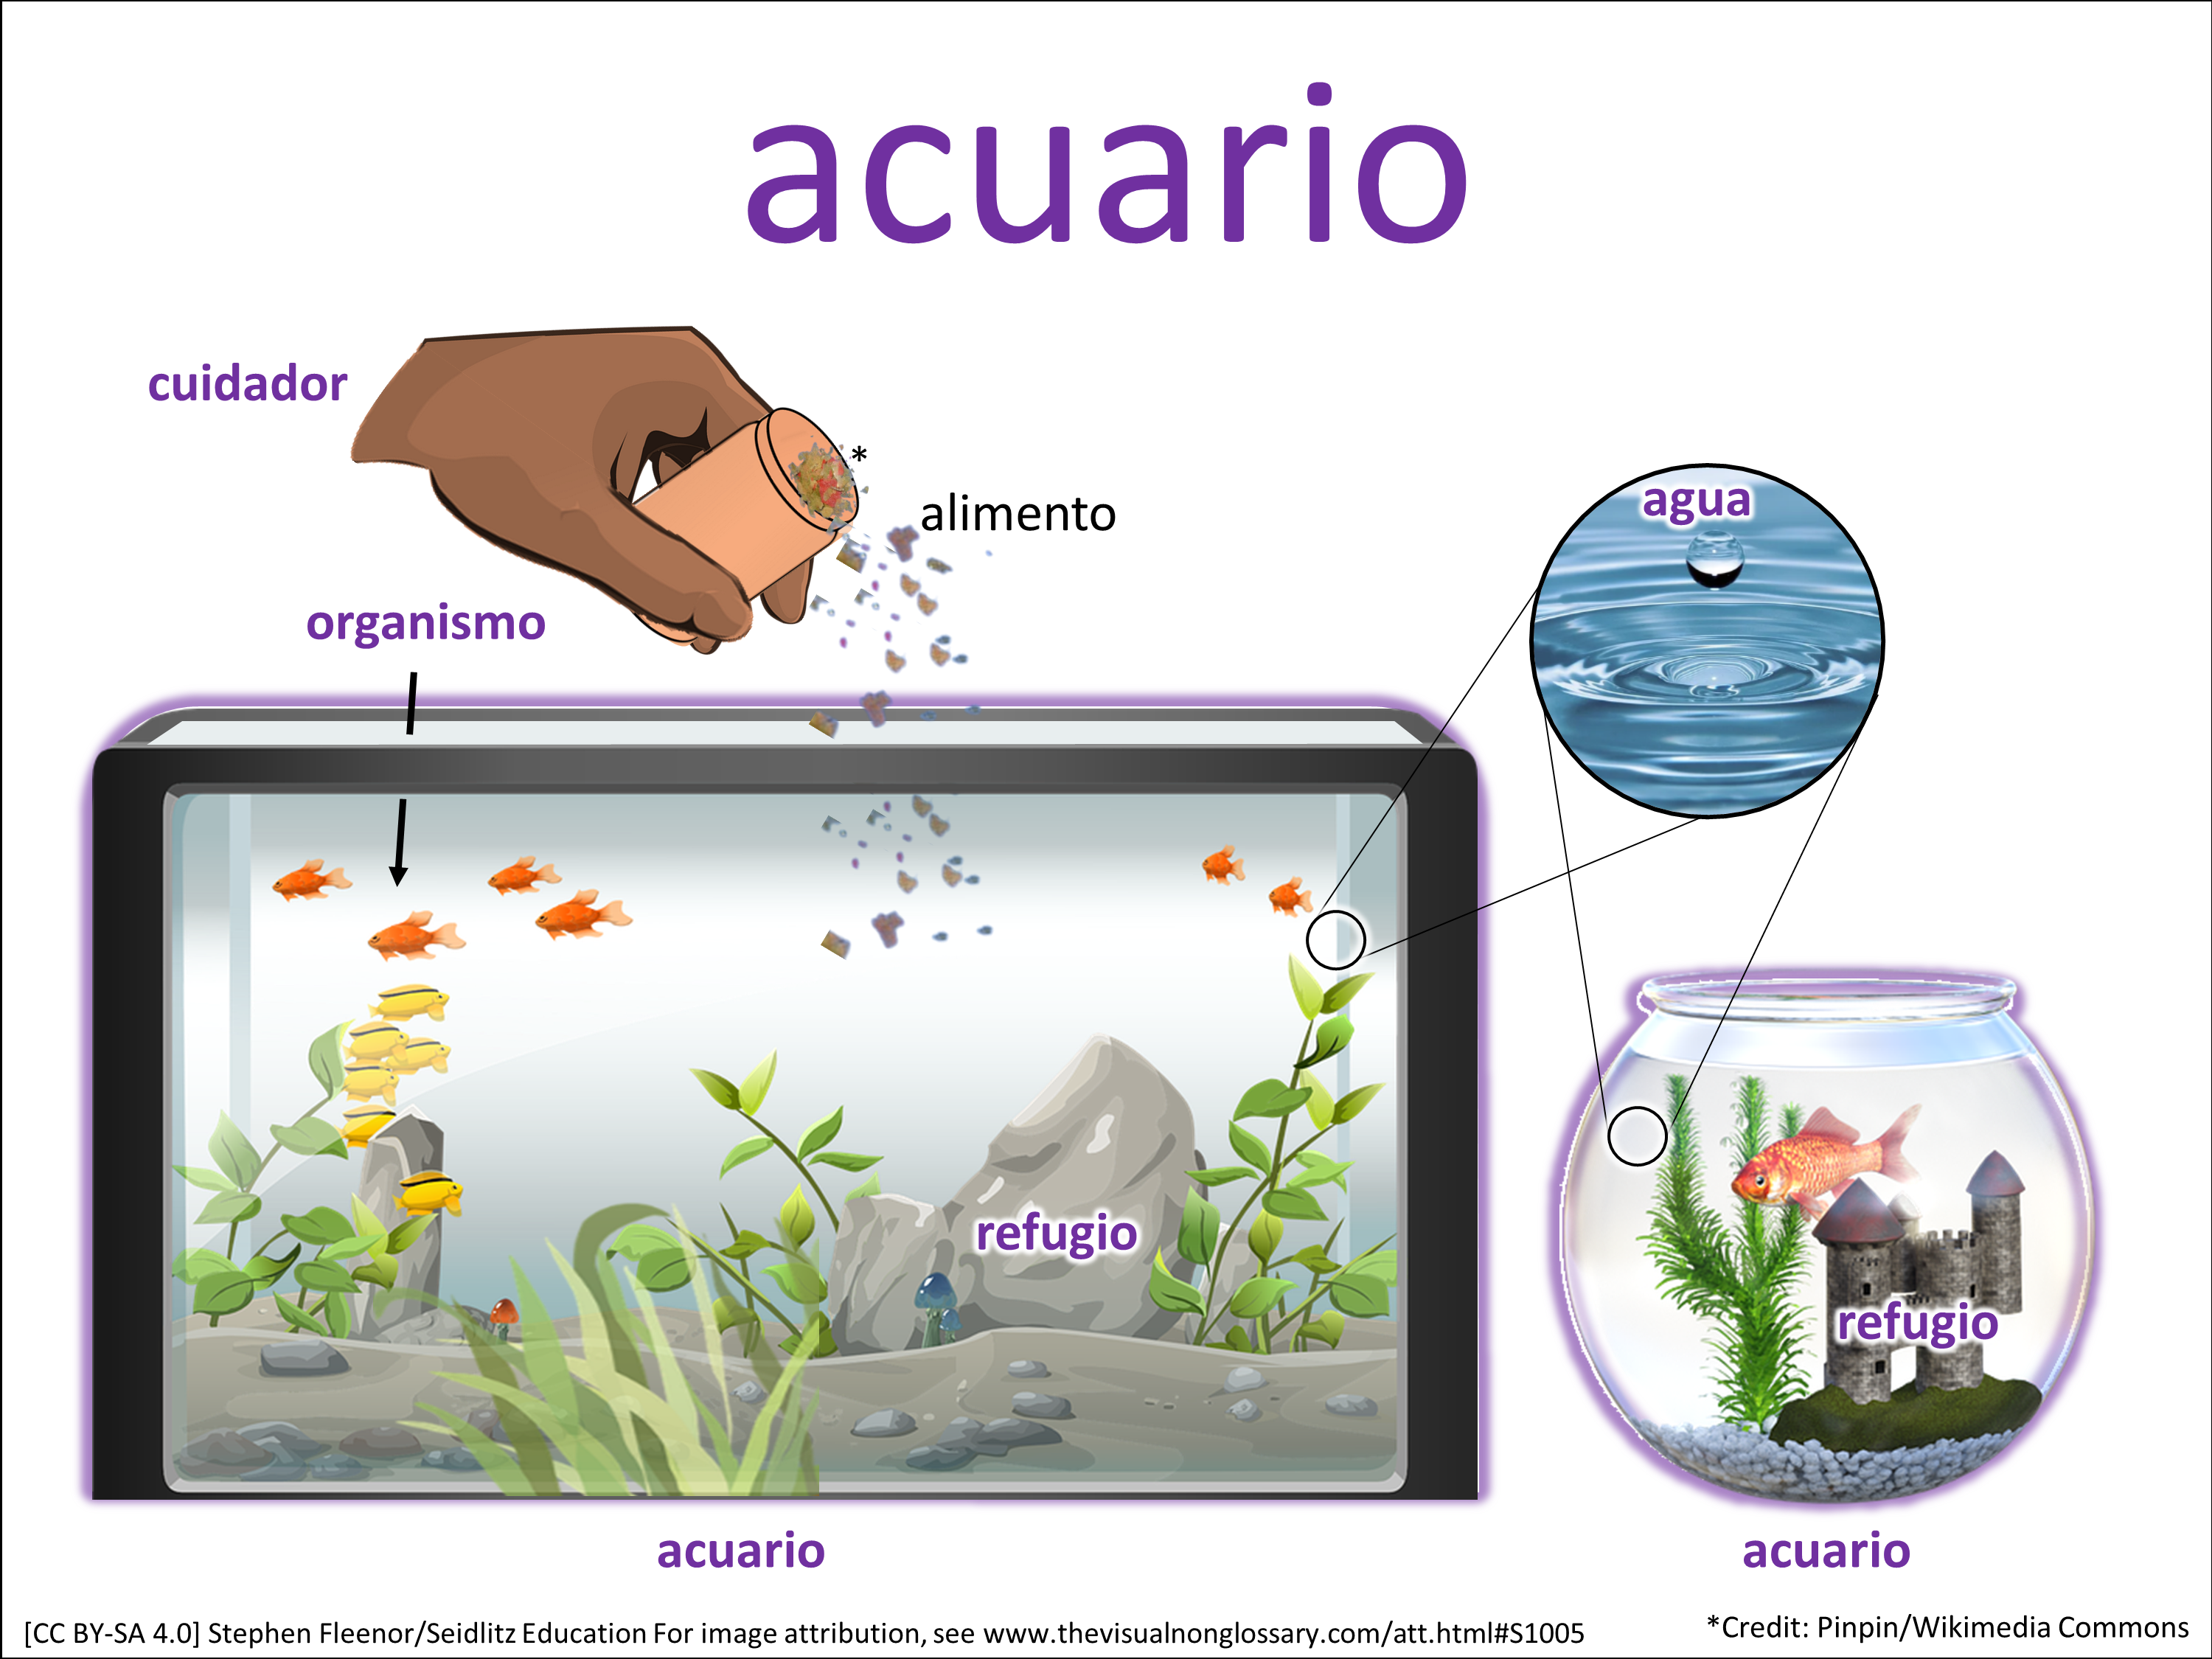 acuario
cuidador
*
alimento
agua
organismo
refugio
refugio
acuario
acuario
[CC BY-SA 4.0] Stephen Fleenor/Seidlitz Education For image attribution, see www.thevisualnonglossary.com/att.html#S1005
*Credit: Pinpin/Wikimedia Commons